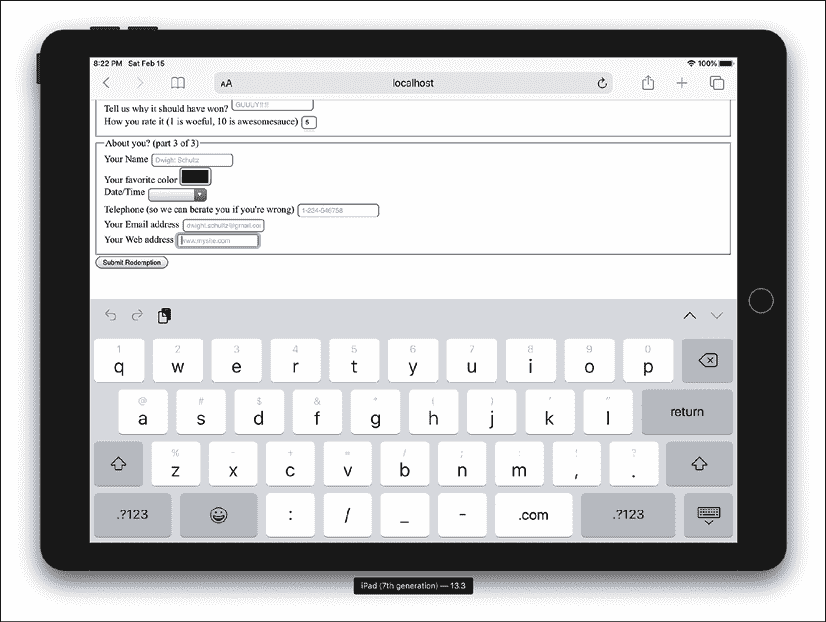 8:22 PM Sat Feb 15 100%
AA localhost
Tell us why it should have won? GUUUY!!!!
How you rate it (1 is woeful, 10 is awesomesauce) 5
About you? (part 3 of 3)
Your Name Dwight Schultz
Your favorite color
Date/Time
Telephone (so we can berate you if you're wrong) 1-234-546758
Your Email address dwight.schultz@gmail.co
Your Web address www.mysite.com
Submit Redemption
1 2 3 4 5 6 7 8 9 0
q w e r t y u i o p
@ # $ & * ( ) ' "
a s d f g h j k l return
% - + = / ; : ! ?
z x c v b n m , .
.?123 : / _ - .com .?123
iPad (7th generation) — 13.3